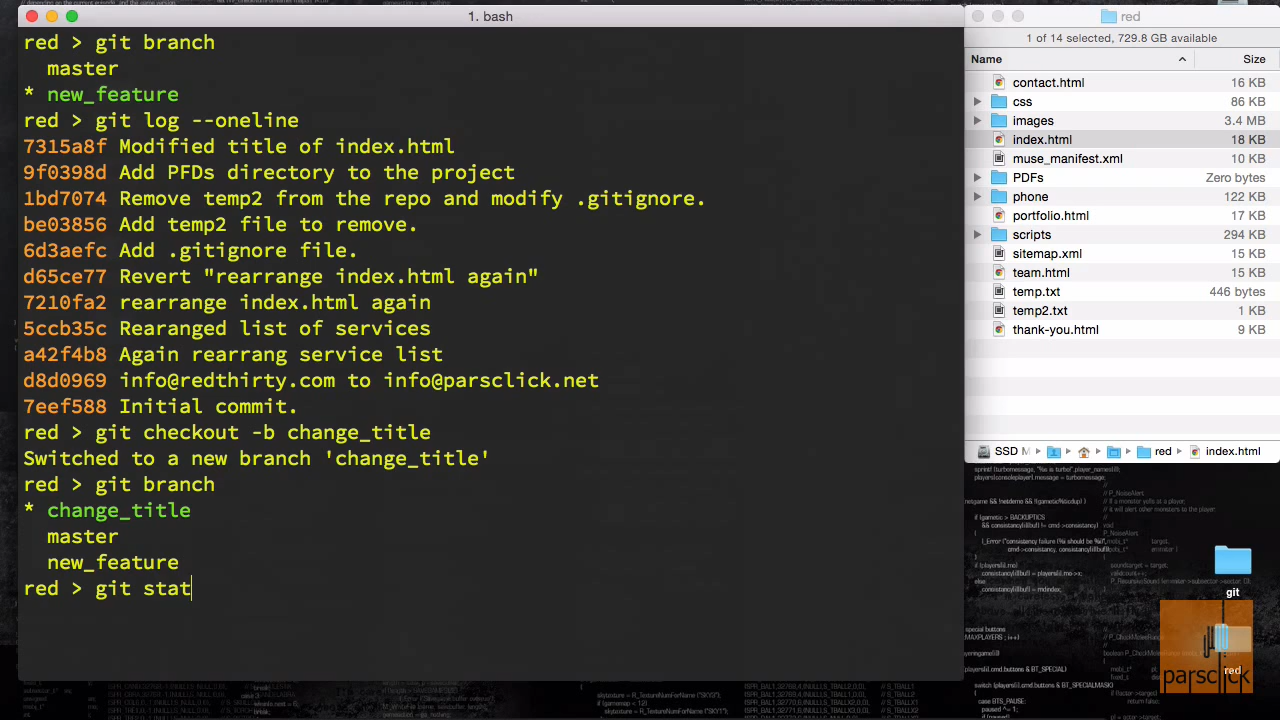 1. bash
red > git branch
master
* new_feature
red > git log --oneline
7315a8f Modified title of index.html
9f0398d Add PFDs directory to the project
1bd7074 Remove temp2 from the repo and modify .gitignore.
be03856 Add temp2 file to remove.
6d3aefc Add .gitignore file.
d65ce77 Revert "rearrange index.html again"
7210fa2 rearrange index.html again
5ccb35c Rearanged list of services
a42f4b8 Again rearrang service list
d8d0969 info@redthirty.com to info@parsclick.net
7eef588 Initial commit.
red > git checkout -b change_title
Switched to a new branch 'change_title'
red > git branch
* change_title
master
new_feature
red > git stat
red
1 of 14 selected, 729.8 GB available
Name Size
contact.html 16 KB
css 86 KB
images 3.4 MB
index.html 18 KB
muse_manifest.xml 10 KB
PDFs Zero bytes
phone 122 KB
portfolio.html 17 KB
scripts 294 KB
sitemap.xml 15 KB
team.html 15 KB
temp.txt 446 bytes
temp2.txt 1 KB
thank-you.html 9 KB
SSD M red index.html
git
red
parsclick